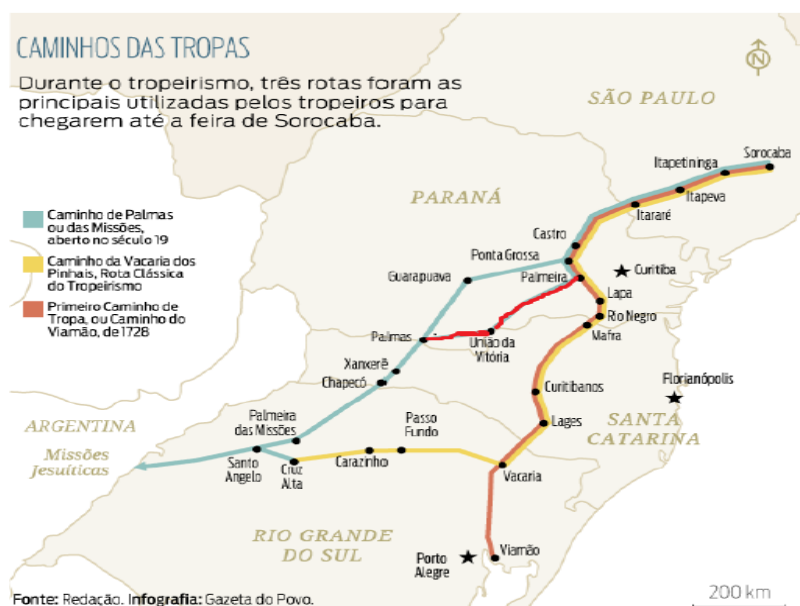 CAMINHOS DAS TROPAS
Durante o tropeirismo, três rotas foram as
principais utilizadas pelos tropeiros para
chegarem até a feira de Sorocaba.
N
SÃO PAULO
Sorocaba
Itapetininga
Itapeva
Itararé
PARANÁ
Caminho de Palmas
ou das Missões,
aberto no século 19
Caminho da Vacaria dos
Pinhais, Rota Clássica
do Tropeirismo
Primeiro Caminho de
Tropa, ou Caminho do
Viamão, de 1728
Castro
Ponta Grossa
Curitiba
Guarapuava
Palmeira
Lapa
Rio Negro
Palmas
União da
Vitória
Mafra
Xanxerê
Chapecó
Curitibanos
Florianópolis
Palmeira
das Missões
Passo
Fundo
Lages
SANTA
CATARINA
ARGENTINA
Missões
Jesuíticas
Santo
Angelo
Cruz
Alta
Carazinho
Vacaria
RIO GRANDE
DO SUL
Porto
Alegre
Viamão
200 km
Fonte: Redação. Infografia: Gazeta do Povo.